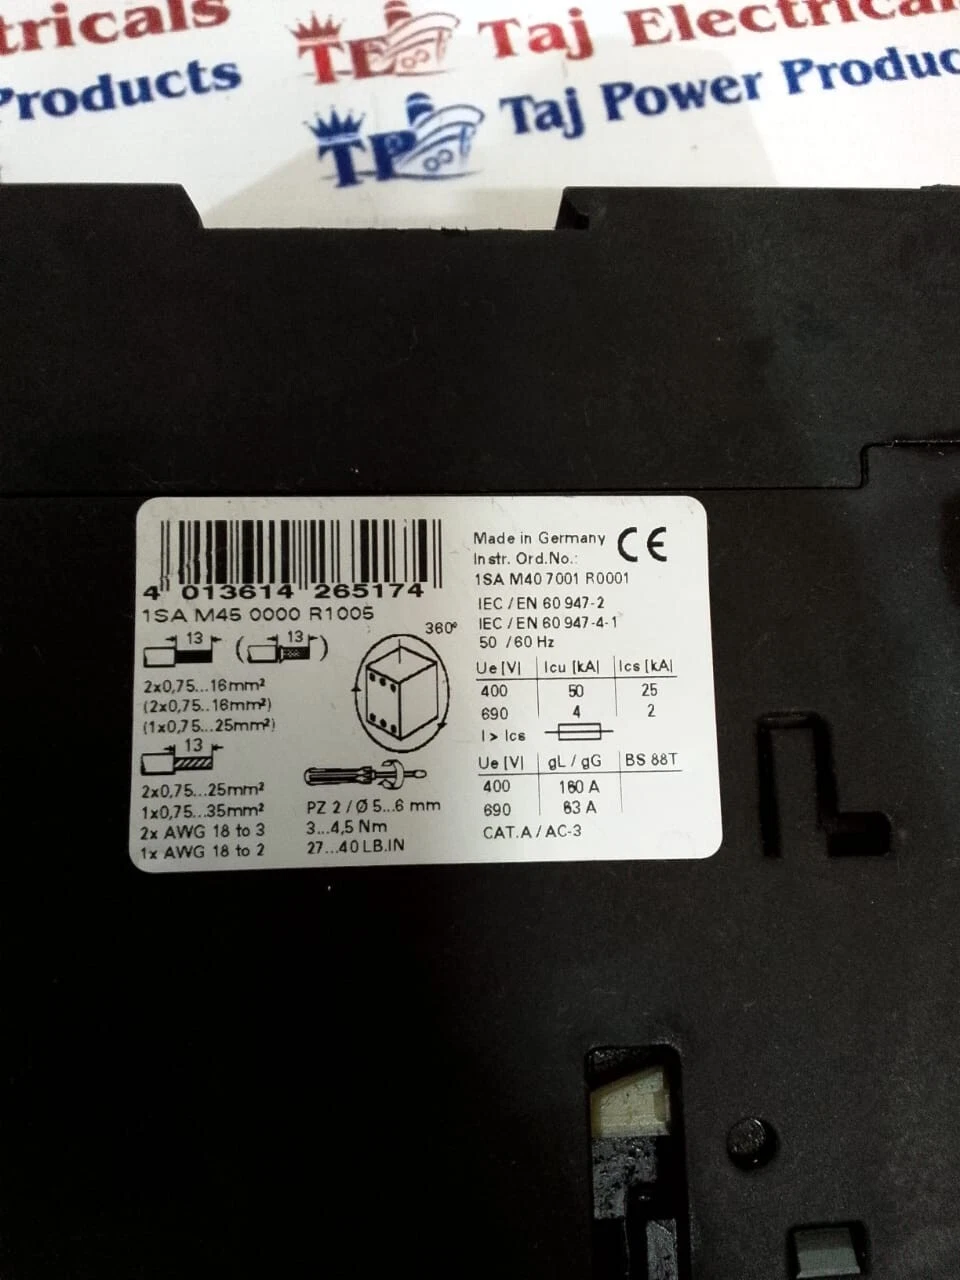 tricals
Products
TE Taj Electricals
TP Taj Power Produc
4 013614 265174
1SA M45 0000 R1005
13 ( 13 )
2x0,75...16mm²
(2x0,75..16mm²)
(1x0,75...25mm²)
13
2x0,75...25mm²
1x0,75...35mm²
2x AWG 18 to 3
1x AWG 18 to 2
360°
PZ 2 / Ø 5...6 mm
3...4,5 Nm
27...40 LB.IN
Made in Germany CE
Instr. Ord.No.:
1SA M40 7001 R0001
IEC / EN 60 947-2
IEC / EN 60 947-4-1
50 / 60 Hz
Ue [V] Icu [kA] Ics [kA]
400 50 25
690 4 2
I > Ics
Ue [V] gL / gG BS 88T
400 160 A
690 63 A
CAT.A / AC-3